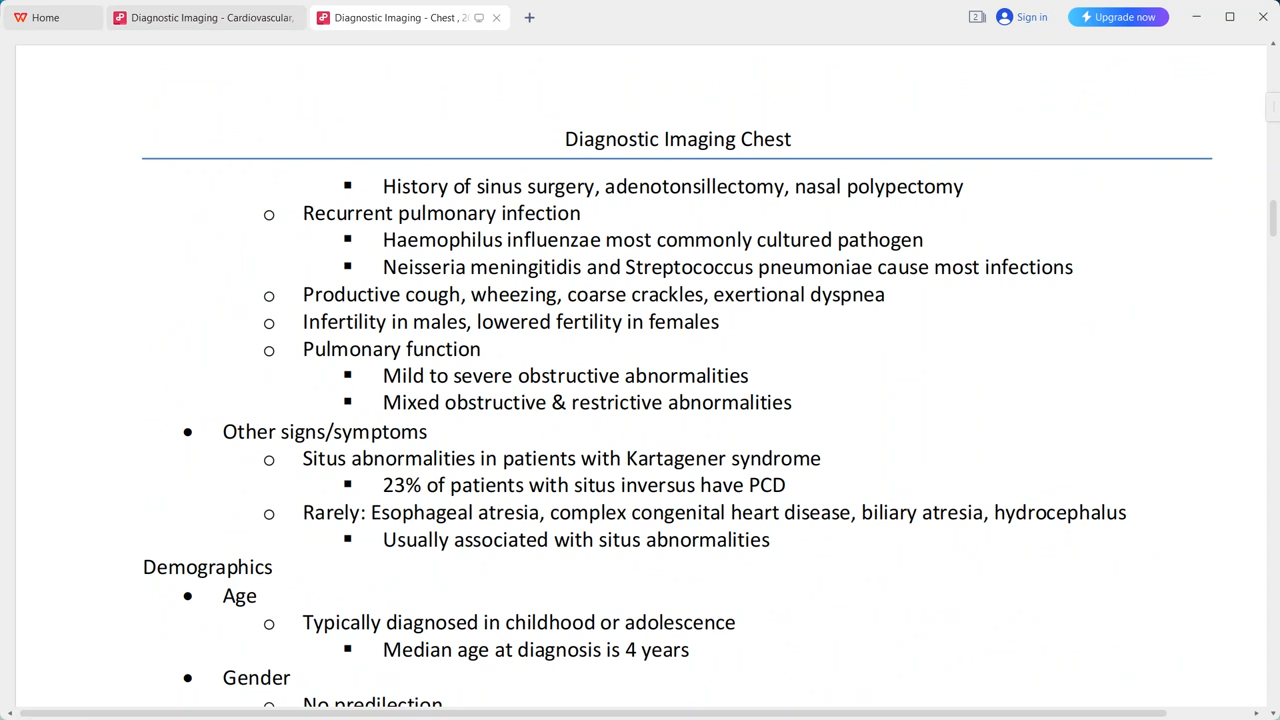 Home
Diagnostic Imaging - Cardiovascular,
Diagnostic Imaging - Chest , 2
2
Sign in
Upgrade now
Diagnostic Imaging Chest
▪ History of sinus surgery, adenotonsillectomy, nasal polypectomy
o Recurrent pulmonary infection
▪ Haemophilus influenzae most commonly cultured pathogen
▪ Neisseria meningitidis and Streptococcus pneumoniae cause most infections
o Productive cough, wheezing, coarse crackles, exertional dyspnea
o Infertility in males, lowered fertility in females
o Pulmonary function
▪ Mild to severe obstructive abnormalities
▪ Mixed obstructive & restrictive abnormalities
• Other signs/symptoms
o Situs abnormalities in patients with Kartagener syndrome
▪ 23% of patients with situs inversus have PCD
o Rarely: Esophageal atresia, complex congenital heart disease, biliary atresia, hydrocephalus
▪ Usually associated with situs abnormalities
Demographics
• Age
o Typically diagnosed in childhood or adolescence
▪ Median age at diagnosis is 4 years
• Gender
o No predilection